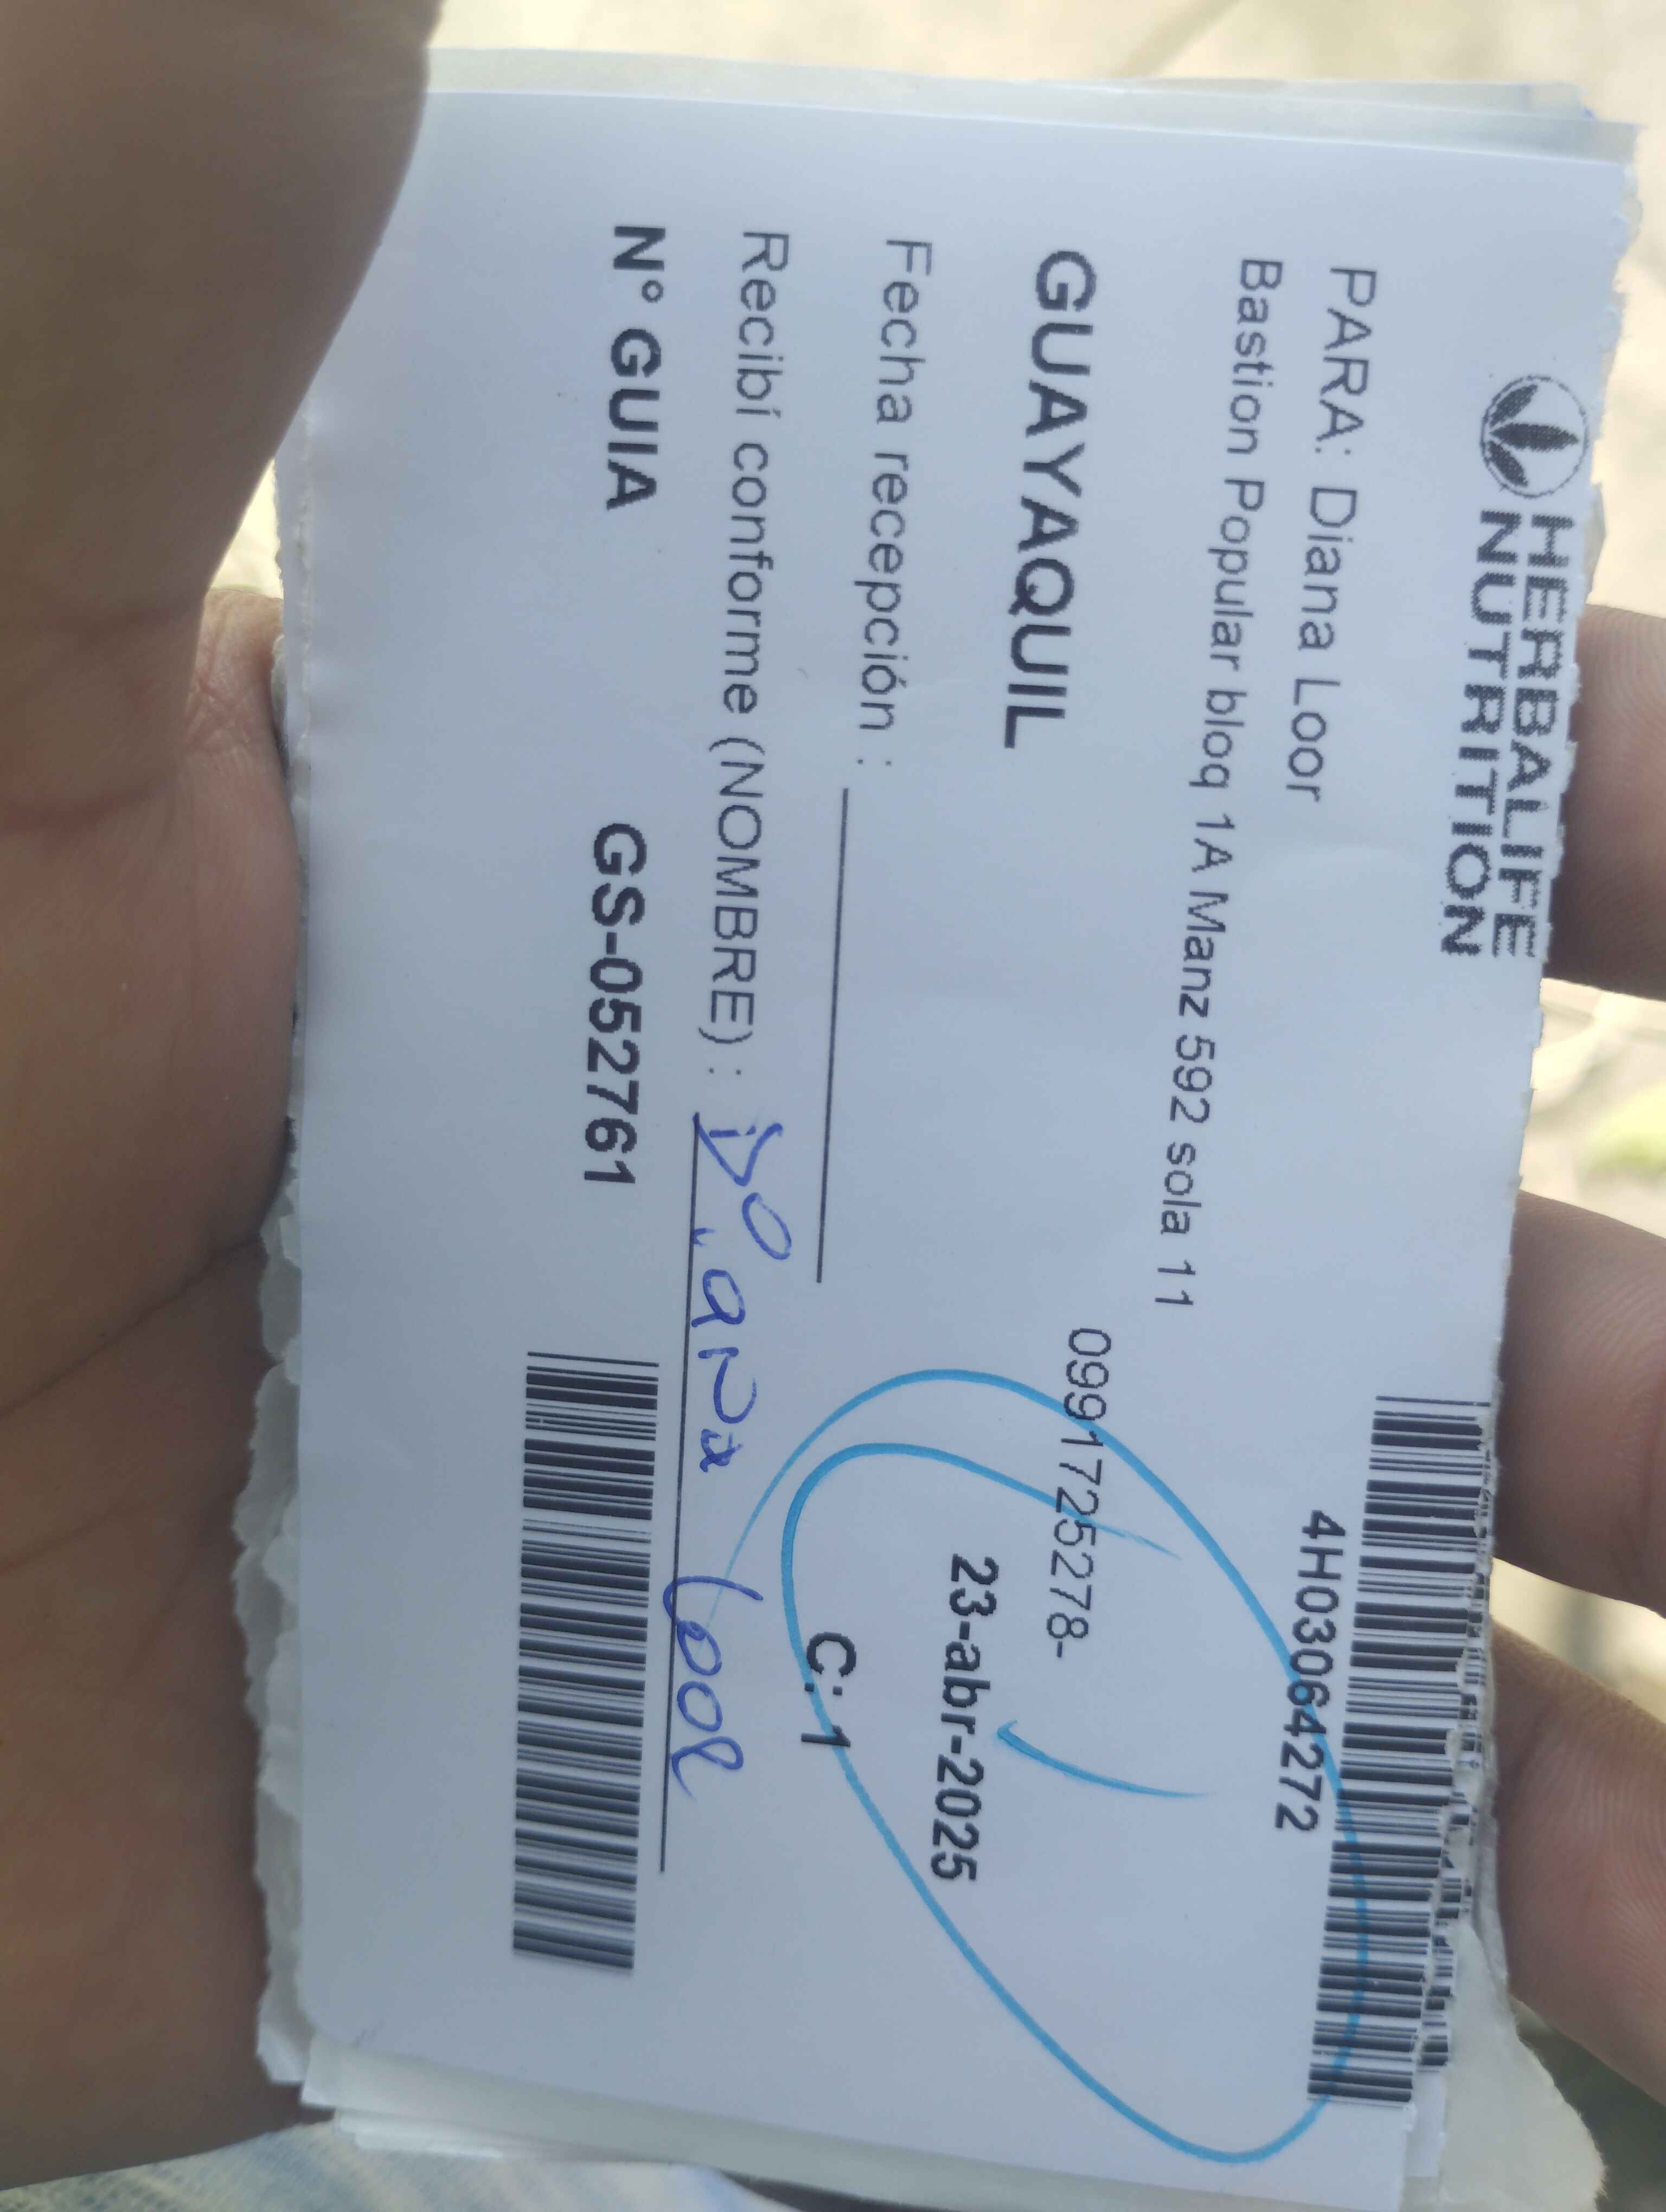 HERBALIFE
NUTRITION
4H03064272
PARA: Diana Loor
Bastion Popular bloq 1A Manz 592 sola 11
0991725278-
GUAYAQUIL
23-abr-2025
Fecha recepción :
C: 1
Recibí conforme (NOMBRE) : Diana Loor
N° GUIA GS-052761